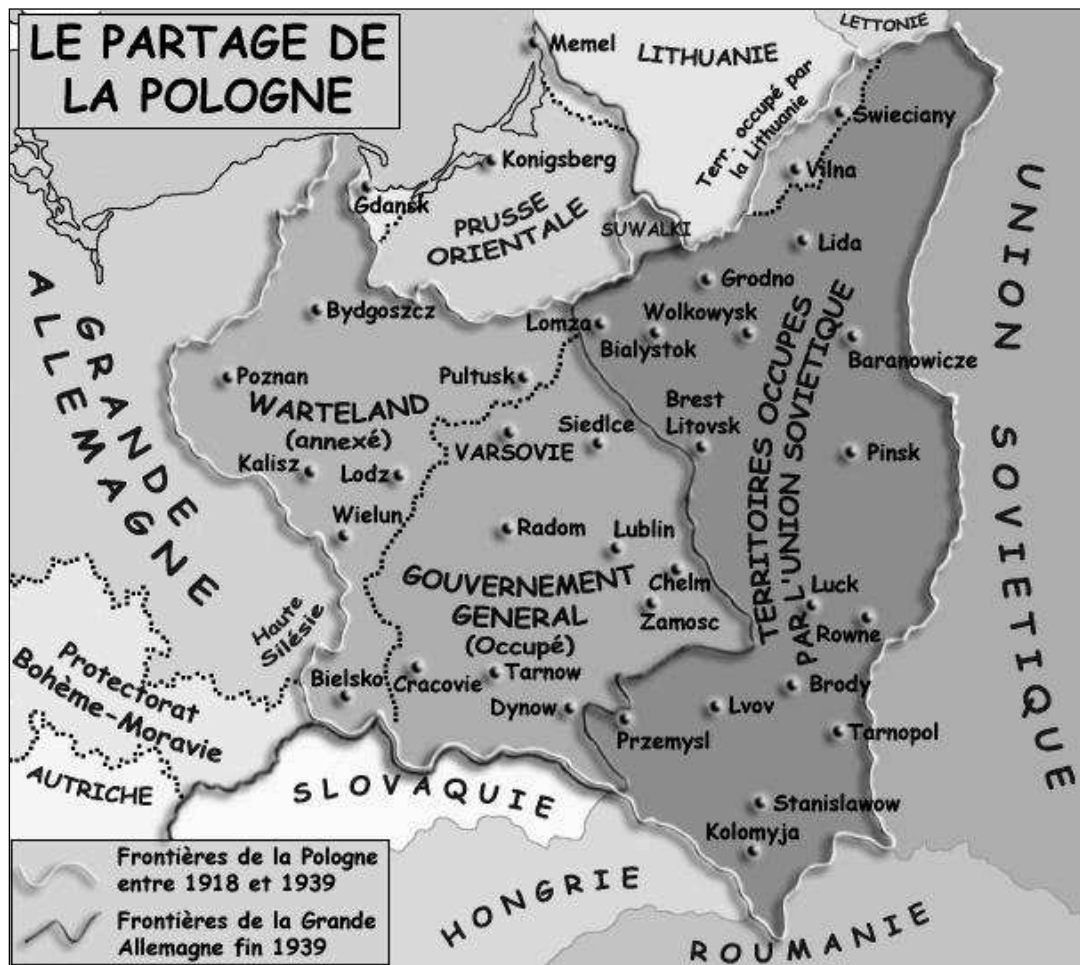 LE PARTAGE DE
LA POLOGNE
LETTONIE
Memel
LITHUANIE
Terr. occupé par
la Lithuanie
Swieciany
Vilna
Konigsberg
Gdansk
PRUSSE
ORIENTALE
SUWALKI
Lida
Grodno
UNION SOVIETIQUE
GRANDE
ALLEMAGNE
Bydgoszcz
Lomza
Wolkowysk
Bialystok
Baranowicze
TERRITOIRES OCCUPES
PAR L'UNION SOVIETIQUE
Poznan
Pultusk
WARTELAND
(annexé)
Brest
Litovsk
Siedlce
VARSOVIE
Pinsk
Kalisz
Lodz
Wielun
Radom
Lublin
GOUVERNEMENT
GENERAL
(Occupé)
Chelm
Zamosc
Luck
Rowne
Haute
Silésie
Protectorat
Bohème-Moravie
Bielsko
Cracovie
Tarnow
Dynow
Przemysl
Lvov
Brody
Tarnopol
AUTRICHE
SLOVAQUIE
Stanislawow
Kolomyja
HONGRIE
ROUMANIE
Frontières de la Pologne
entre 1918 et 1939
Frontières de la Grande
Allemagne fin 1939